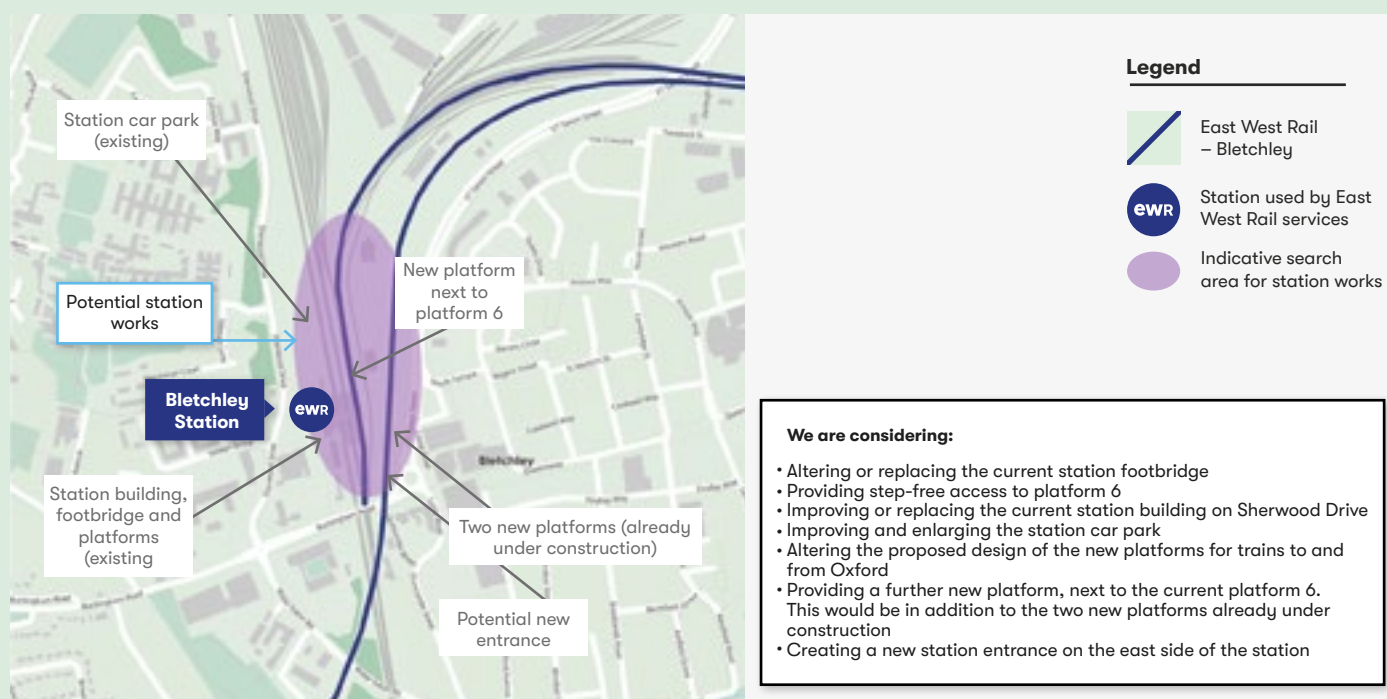 Station car park
(existing)
Potential station
works
Bletchley
Station
ewR
Station building,
footbridge and
platforms
(existing
New platform
next to
platform 6
Bletchley
Two new platforms (already
under construction)
Potential new
entrance
Legend
East West Rail
– Bletchley
ewR
Station used by East
West Rail services
Indicative search
area for station works
We are considering:
• Altering or replacing the current station footbridge
• Providing step-free access to platform 6
• Improving or replacing the current station building on Sherwood Drive
• Improving and enlarging the station car park
• Altering the proposed design of the new platforms for trains to and
from Oxford
• Providing a further new platform, next to the current platform 6.
This would be in addition to the two new platforms already under
construction
• Creating a new station entrance on the east side of the station